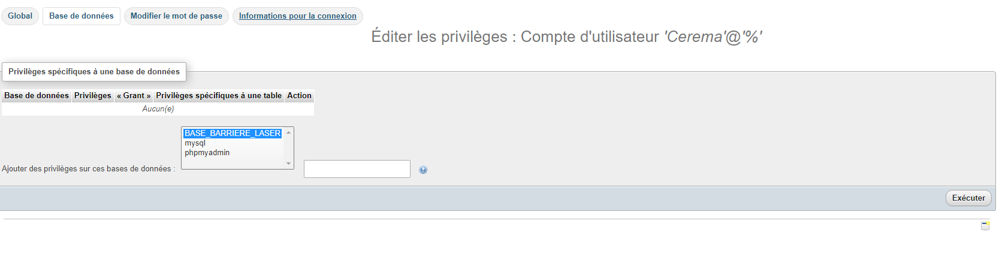 Global Base de données Modifier le mot de passe Informations pour la connexion
Éditer les privilèges : Compte d'utilisateur 'Cerema'@'%'
Privilèges spécifiques à une base de données
Base de données Privilèges « Grant » Privilèges spécifiques à une table Action
Aucun(e)
BASE_BARRIERE_LASER
mysql
phpmyadmin
Ajouter des privilèges sur ces bases de données :
Exécuter